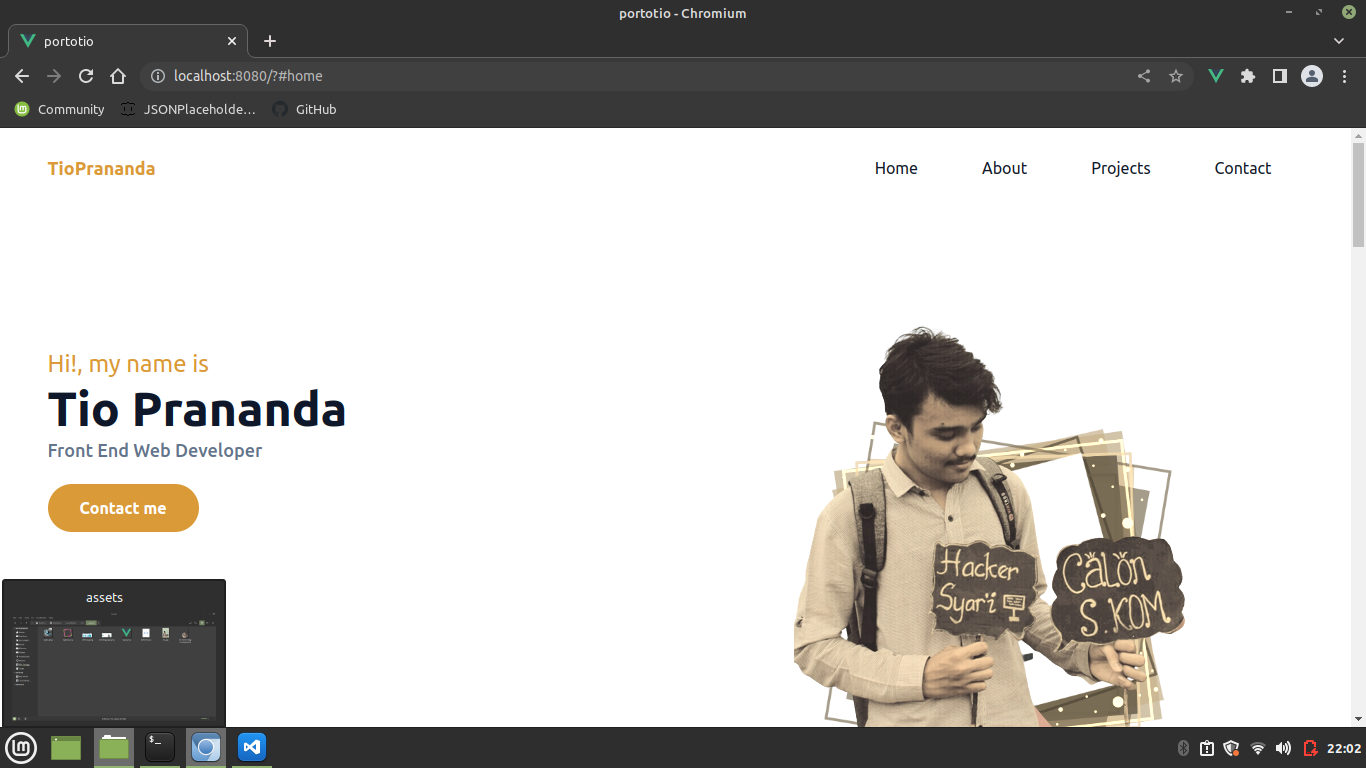 portotio - Chromium
portotio
localhost:8080/?#home
Community
JSONPlaceholde…
GitHub
TioPrananda
Home
About
Projects
Contact
Hi!, my name is
Tio Prananda
Front End Web Developer
Contact me
Hacker
Syar'i
CALON
S.KOM
assets
22:02